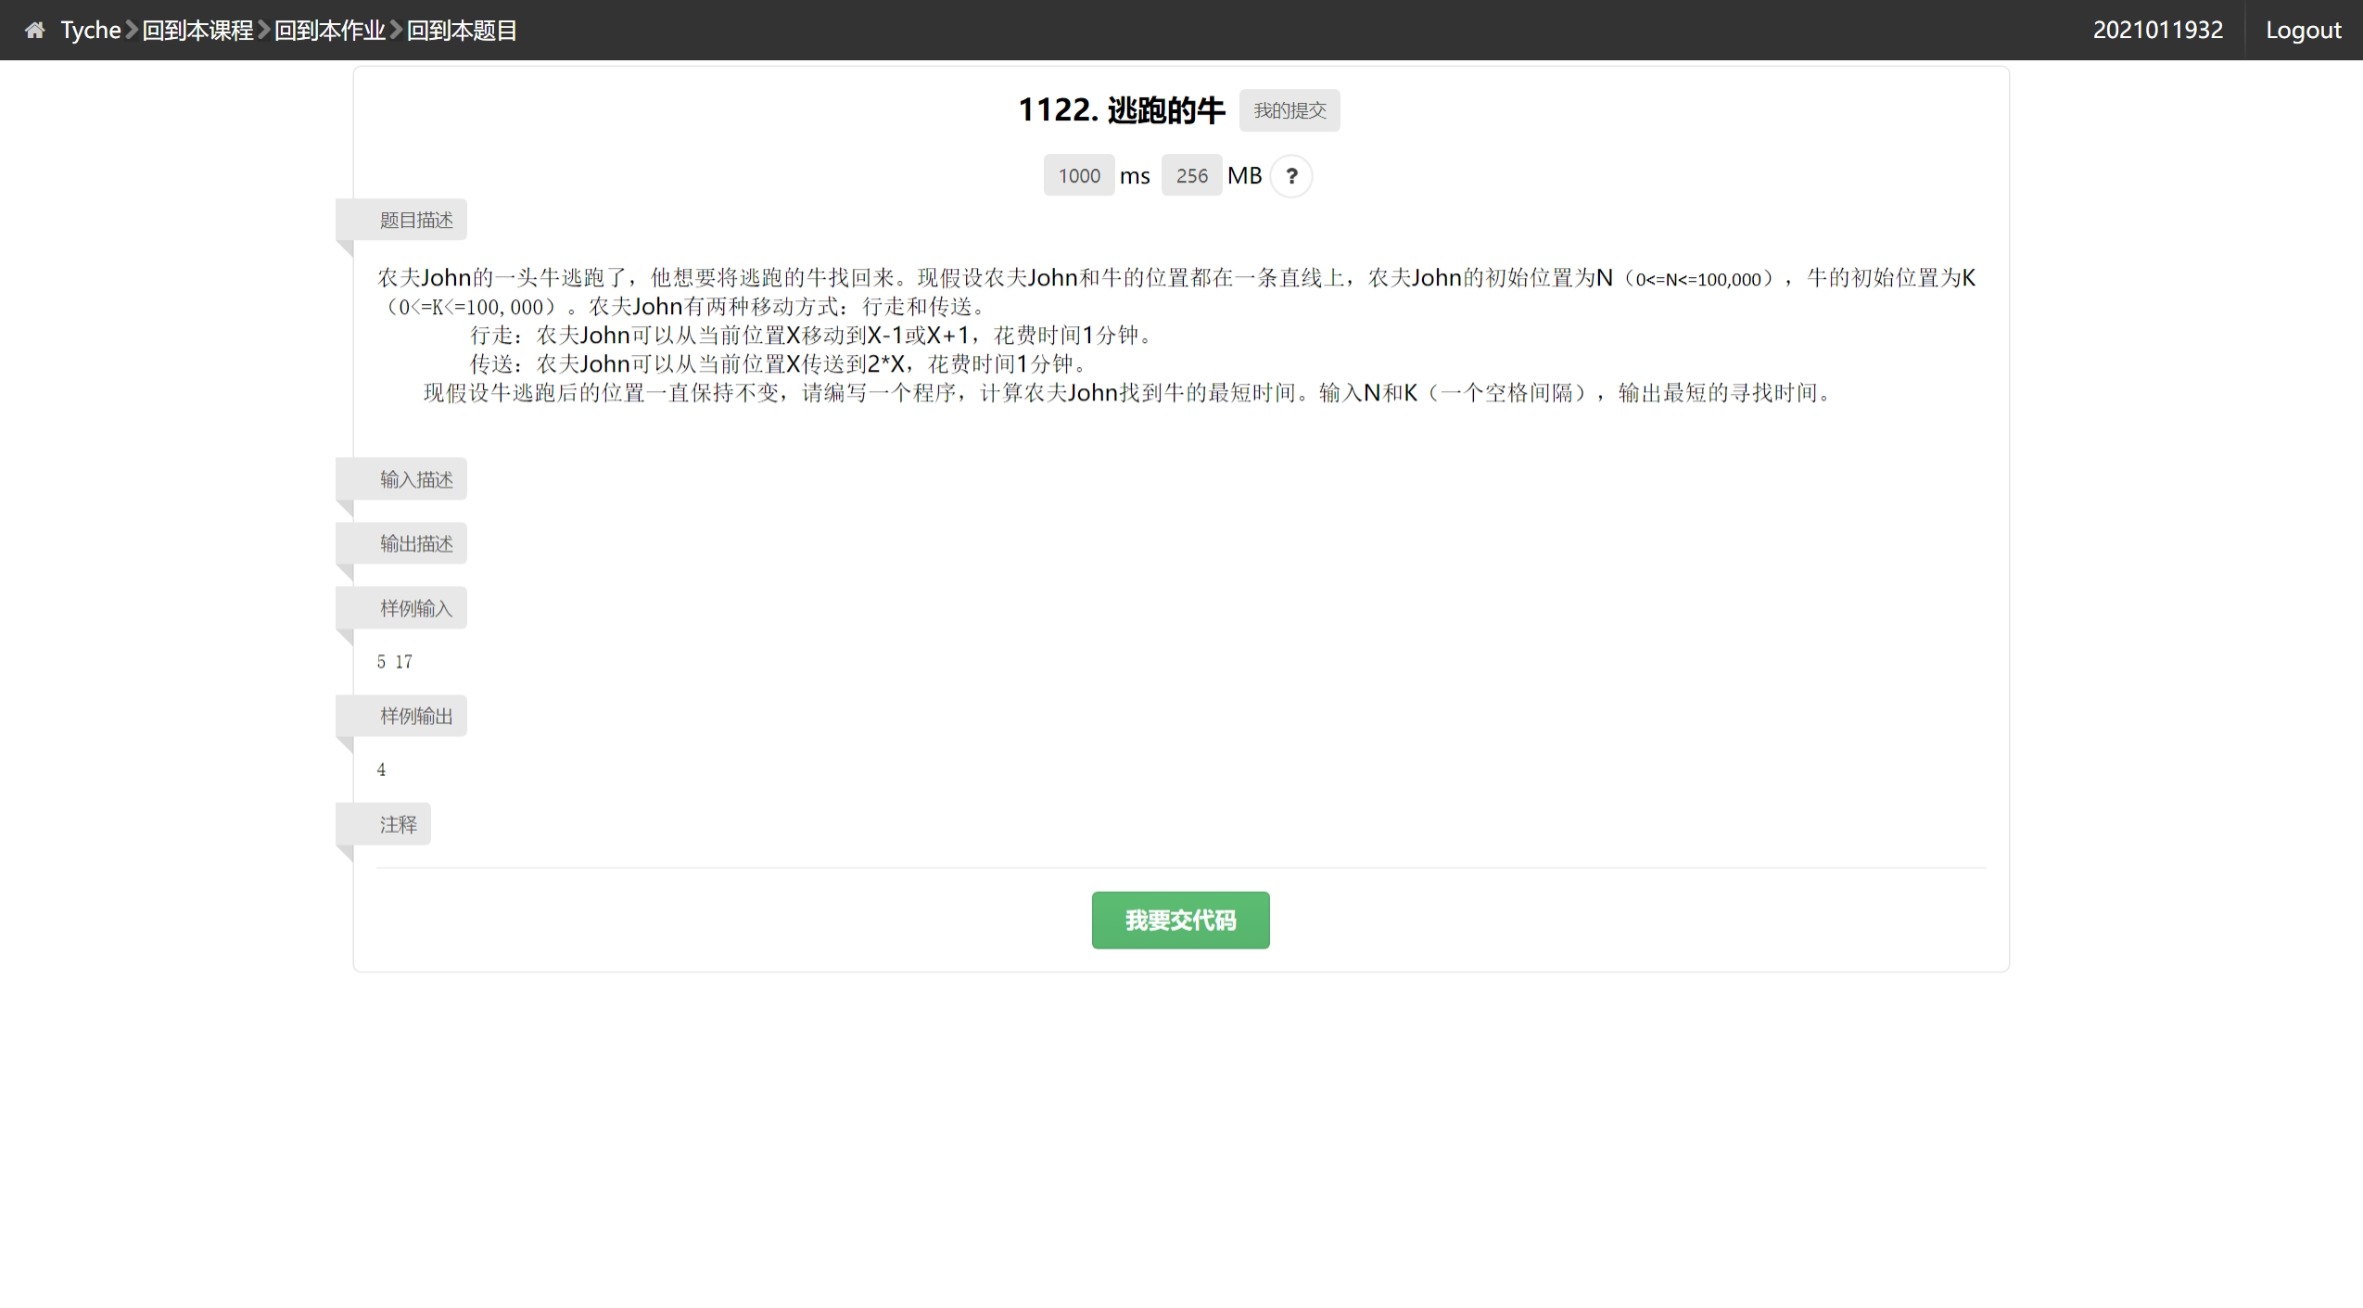 Tyche 回到本课程 回到本作业 回到本题目 2021011932 Logout
1122. 逃跑的牛 我的提交
1000 ms 256 MB ?
题目描述
农夫John的一头牛逃跑了，他想要将逃跑的牛找回来。现假设农夫John和牛的位置都在一条直线上，农夫John的初始位置为N（0<=N<=100,000），牛的初始位置为K
（0<=K<=100,000）。农夫John有两种移动方式：行走和传送。
行走：农夫John可以从当前位置X移动到X-1或X+1，花费时间1分钟。
传送：农夫John可以从当前位置X传送到2*X，花费时间1分钟。
现假设牛逃跑后的位置一直保持不变，请编写一个程序，计算农夫John找到牛的最短时间。输入N和K（一个空格间隔），输出最短的寻找时间。
输入描述
输出描述
样例输入
5 17
样例输出
4
注释
我要交代码